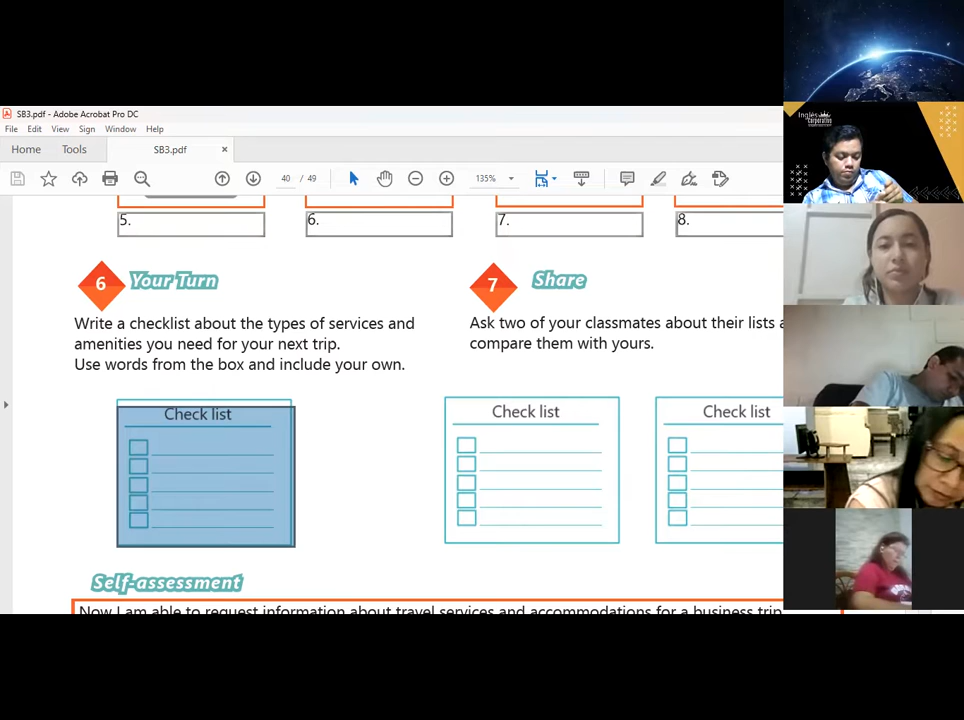 SB3.pdf - Adobe Acrobat Pro DC
File Edit View Sign Window Help
Home Tools SB3.pdf ×
40 / 49 135%
5. 6. 7. 8.
6 Your Turn
Write a checklist about the types of services and
amenities you need for your next trip.
Use words from the box and include your own.
Check list
7 Share
Ask two of your classmates about their lists a
compare them with yours.
Check list
Check list
Self-assessment
Now I am able to request information about travel services and accommodations for a business trip
Inglés
corporativo